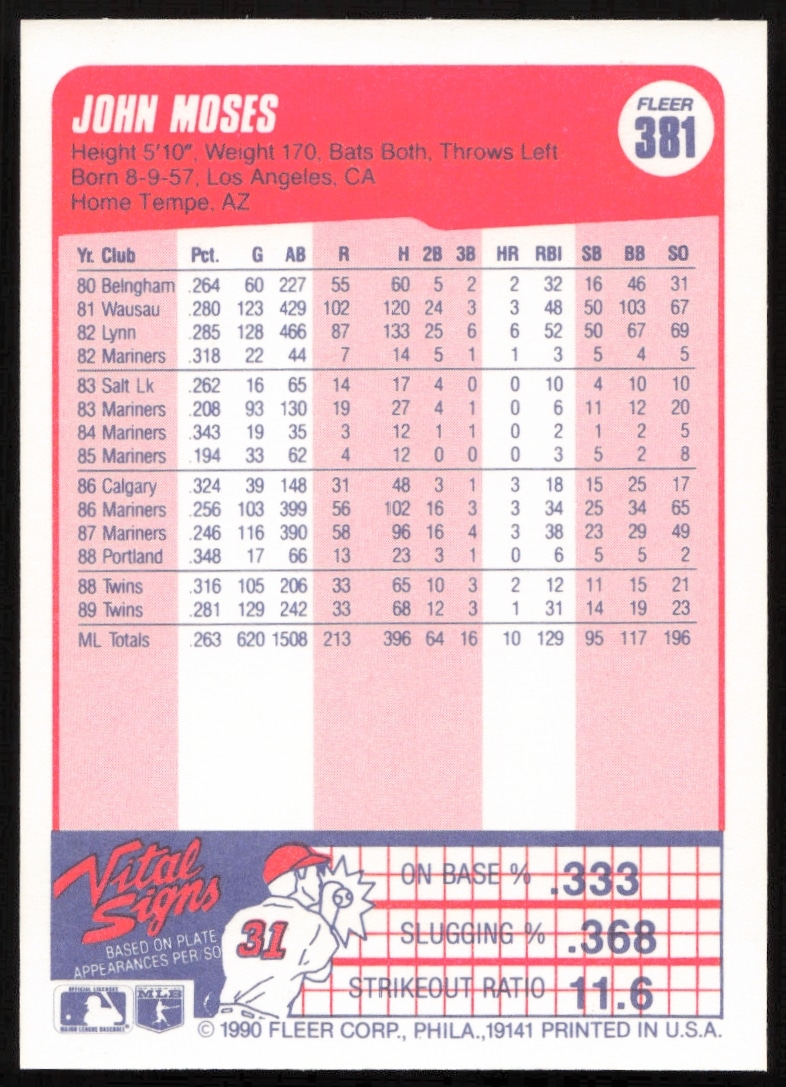 JOHN MOSES
FLEER
381
Height 5'10", Weight 170, Bats Both, Throws Left
Born 8-9-57, Los Angeles, CA
Home Tempe, AZ
Yr. Club Pct. G AB R H 2B 3B HR RBI SB BB SO
80 Belngham .264 60 227 55 60 5 2 2 32 16 46 31
81 Wausau .280 123 429 102 120 24 3 3 48 50 103 67
82 Lynn .285 128 466 87 133 25 6 6 52 50 67 69
82 Mariners .318 22 44 7 14 5 1 1 3 5 4 5
83 Salt Lk .262 16 65 14 17 4 0 0 10 4 10 10
83 Mariners .208 93 130 19 27 4 1 0 6 11 12 20
84 Mariners .343 19 35 3 12 1 1 0 2 1 2 5
85 Mariners .194 33 62 4 12 0 0 0 3 5 2 8
86 Calgary .324 39 148 31 48 3 1 3 18 15 25 17
86 Mariners .256 103 399 56 102 16 3 3 34 25 34 65
87 Mariners .246 116 390 58 96 16 4 3 38 23 29 49
88 Portland .348 17 66 13 23 3 1 0 6 5 5 2
88 Twins .316 105 206 33 65 10 3 2 12 11 15 21
89 Twins .281 129 242 33 68 12 3 1 31 14 19 23
ML Totals .263 620 1508 213 396 64 16 10 129 95 117 196
Vital
Signs
BASED ON PLATE
APPEARANCES PER/SO
31
ON BASE % .333
SLUGGING % .368
STRIKEOUT RATIO 11.6
OFFICIAL LICENSEE
MAJOR LEAGUE BASEBALL
MLB
© 1990 FLEER CORP., PHILA.,19141 PRINTED IN U.S.A.